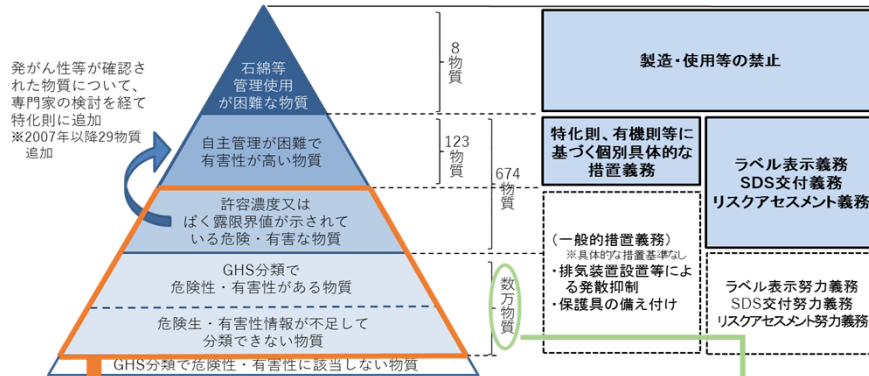 発がん性等が確認され
た物質について、
専門家の検討を経て
特化則に追加
※2007年以降29物質
追加
石綿等
管理使用
が困難な物質
自主管理が困難で
有害性が高い物質
許容濃度又は
ばく露限界値が示されて
いる危険・有害な物質
GHS分類で
危険性・有害性がある物質
危険生・有害性情報が不足して
分類できない物質
GHS分類で危険性・有害性に該当しない物質
8
物質
123
物質
674
物質
数万物質
製造・使用等の禁止
特化則、有機則等に
基づく個別具体的な
措置義務
ラベル表示義務
SDS交付義務
リスクアセスメント義務
(一般的措置義務)
※具体的な措置基準なし
・排気装置設置等によ
る発散抑制
・保護具の備え付け
ラベル表示努力義務
SDS交付努力義務
リスクアセスメント努力義務